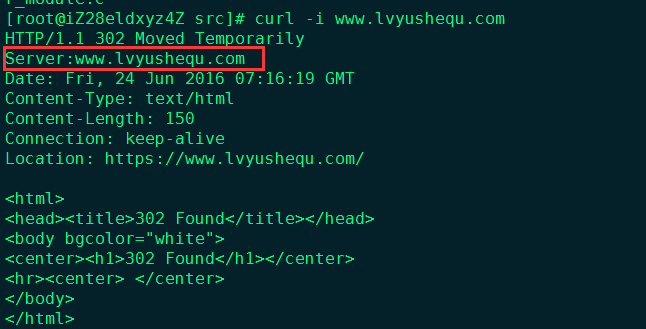 [root@iZ28eldxyz4Z src]# curl -i www.lvyushequ.com
HTTP/1.1 302 Moved Temporarily
Server:www.lvyushequ.com
Date: Fri, 24 Jun 2016 07:16:19 GMT
Content-Type: text/html
Content-Length: 150
Connection: keep-alive
Location: https://www.lvyushequ.com/
<html>
<head><title>302 Found</title></head>
<body bgcolor="white">
<center><h1>302 Found</h1></center>
<hr><center> </center>
</body>
</html>